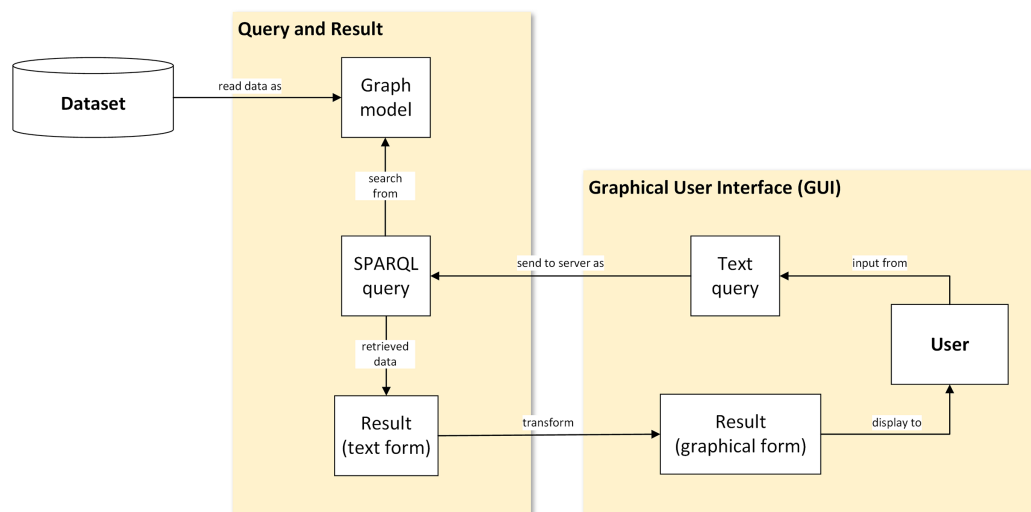 Query and Result
Dataset
read data as
Graph
model
search
from
Graphical User Interface (GUI)
SPARQL
query
send to server as
Text
query
input from
User
retrieved
data
Result
(text form)
transform
Result
(graphical form)
display to